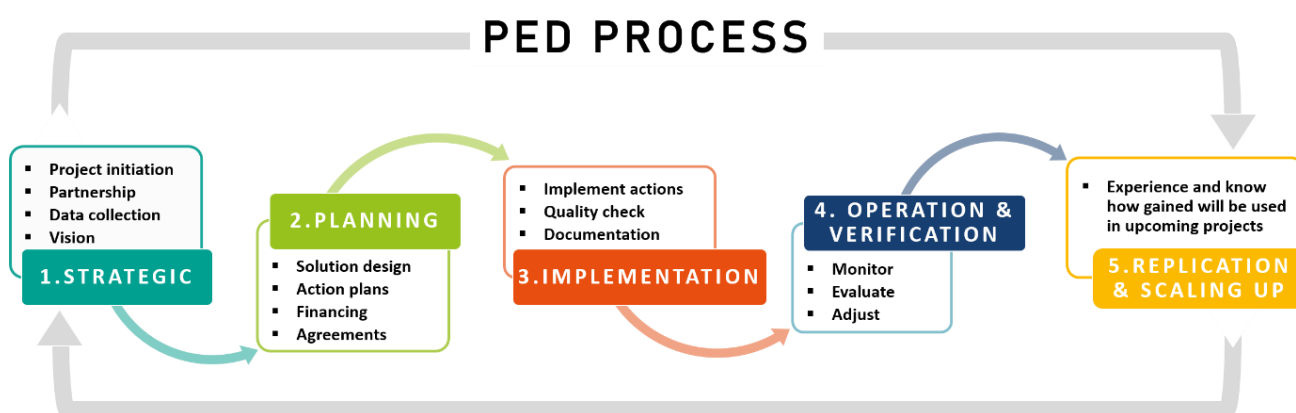 PED PROCESS
▪ Project initiation
▪ Partnership
▪ Data collection
▪ Vision
1.STRATEGIC
2.PLANNING
▪ Solution design
▪ Action plans
▪ Financing
▪ Agreements
▪ Implement actions
▪ Quality check
▪ Documentation
3.IMPLEMENTATION
4. OPERATION &
VERIFICATION
▪ Monitor
▪ Evaluate
▪ Adjust
▪ Experience and know
how gained will be used
in upcoming projects
5.REPLICATION
& SCALING UP